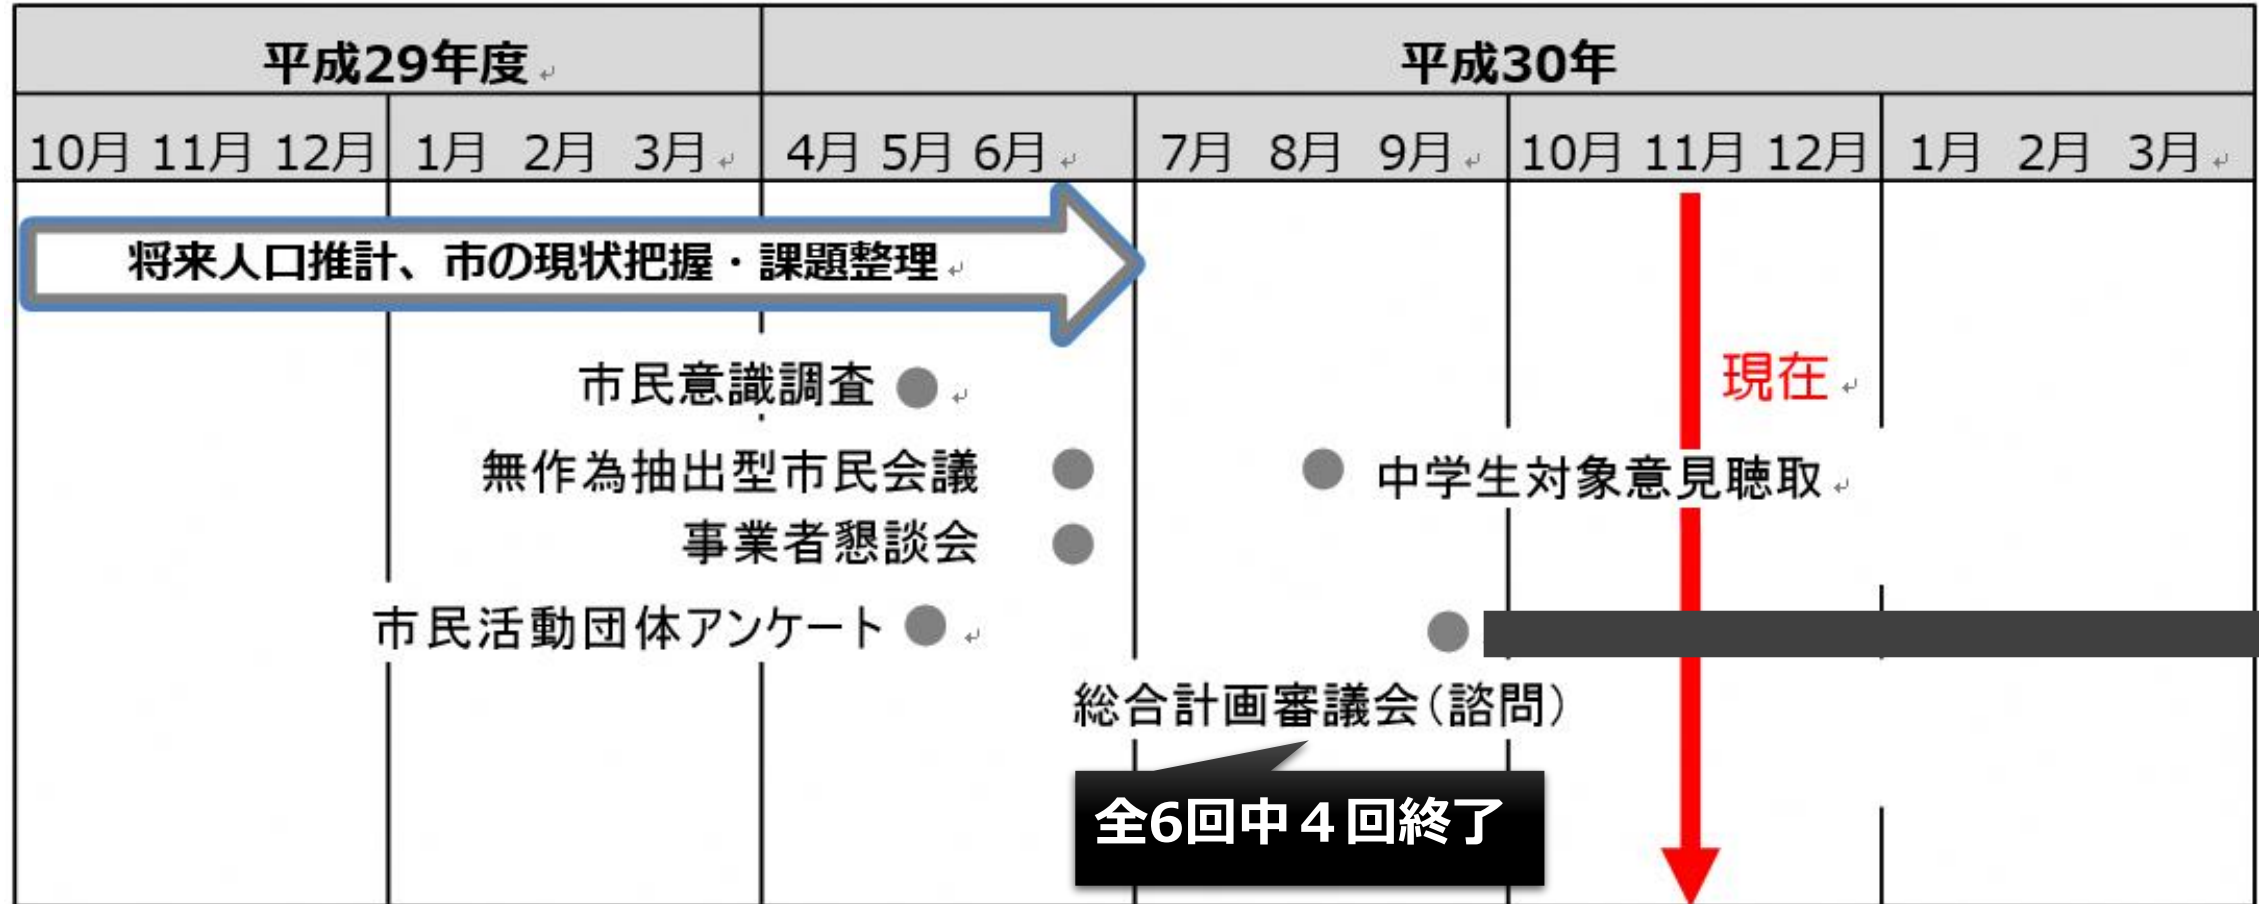 平成29年度 平成30年
10月 11月 12月 1月 2月 3月 4月 5月 6月 7月 8月 9月 10月 11月 12月 1月 2月 3月
将来人口推計、市の現状把握・課題整理
市民意識調査
現在
無作為抽出型市民会議
中学生対象意見聴取
事業者懇談会
市民活動団体アンケート
総合計画審議会(諮問)
全6回中４回終了